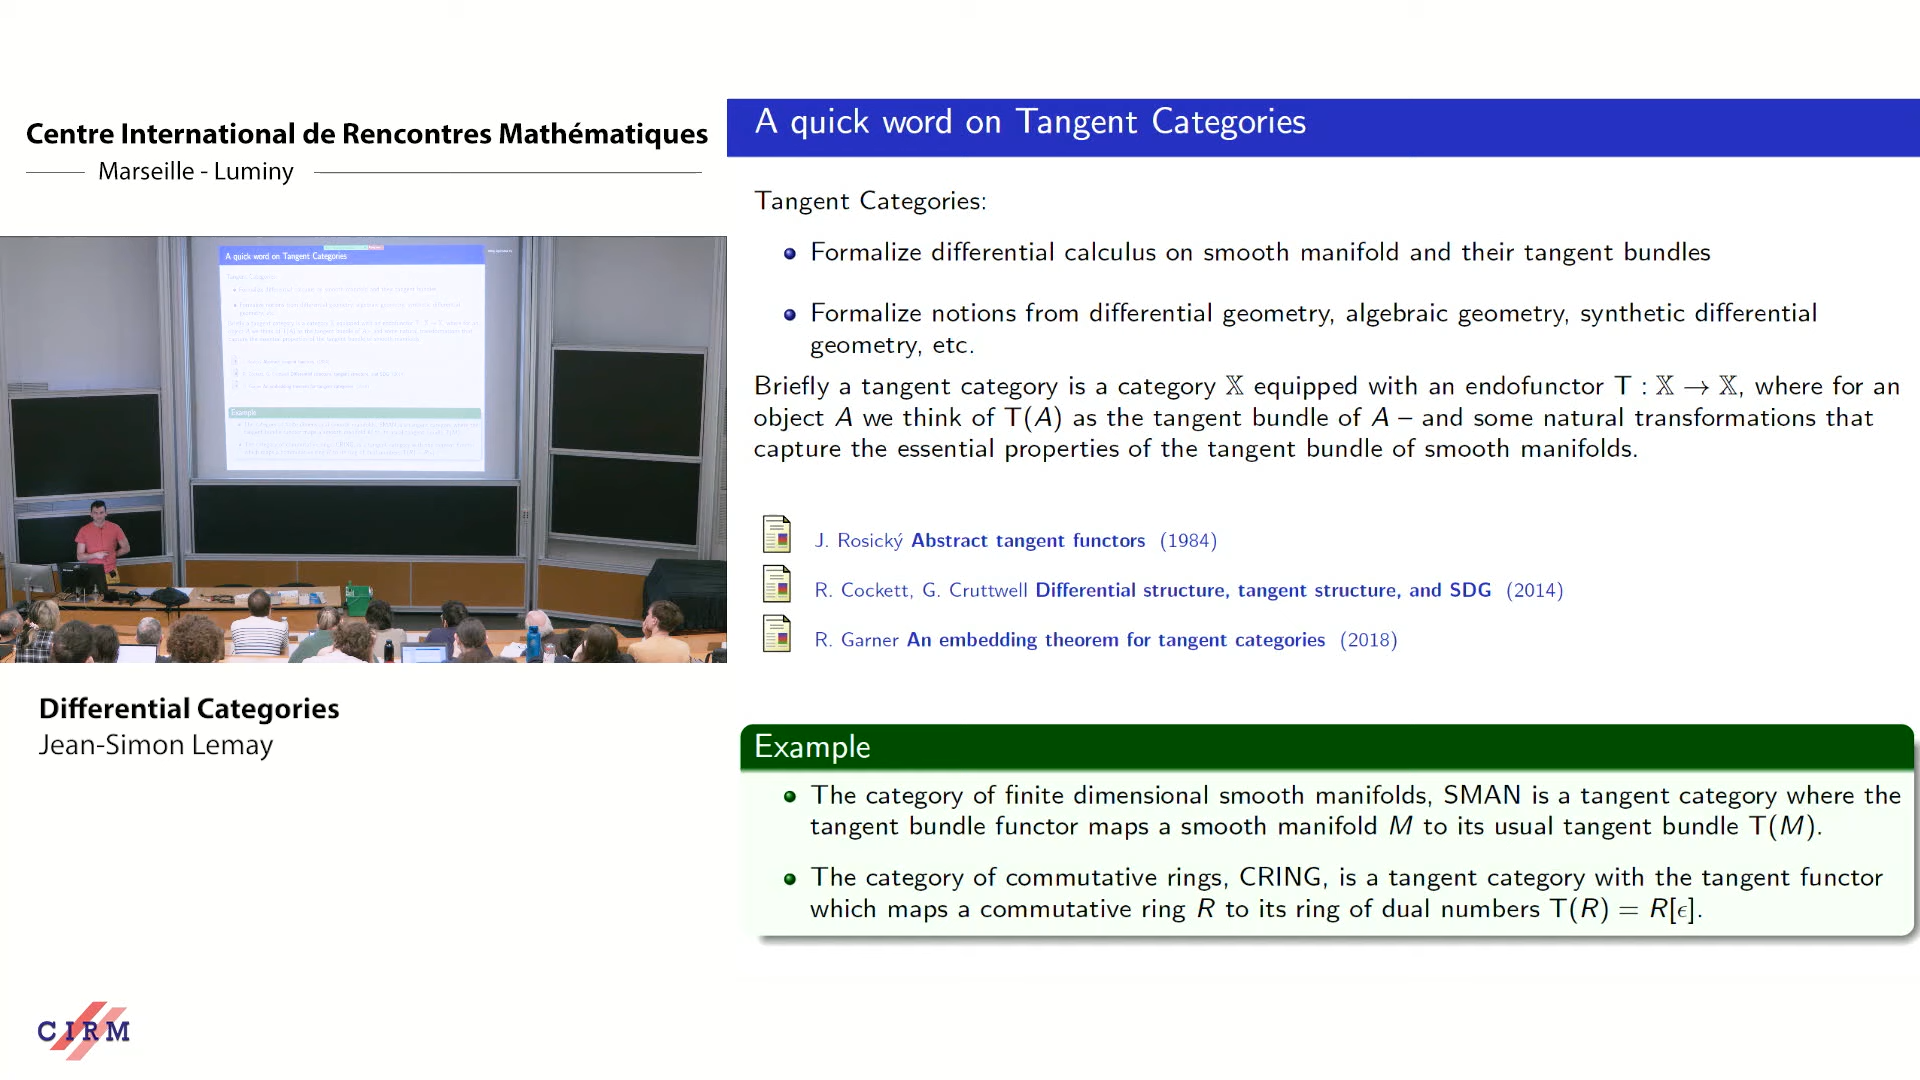 Centre International de Rencontres Mathématiques
Marseille - Luminy
A quick word on Tangent Categories
Differential Categories
Jean-Simon Lemay
CIRM
A quick word on Tangent Categories
Tangent Categories:
Formalize differential calculus on smooth manifold and their tangent bundles
Formalize notions from differential geometry, algebraic geometry, synthetic differential
geometry, etc.
Briefly a tangent category is a category 𝕏 equipped with an endofunctor T : 𝕏 → 𝕏, where for an
object A we think of T(A) as the tangent bundle of A – and some natural transformations that
capture the essential properties of the tangent bundle of smooth manifolds.
J. Rosický Abstract tangent functors (1984)
R. Cockett, G. Cruttwell Differential structure, tangent structure, and SDG (2014)
R. Garner An embedding theorem for tangent categories (2018)
Example
The category of finite dimensional smooth manifolds, SMAN is a tangent category where the
tangent bundle functor maps a smooth manifold M to its usual tangent bundle T(M).
The category of commutative rings, CRING, is a tangent category with the tangent functor
which maps a commutative ring R to its ring of dual numbers T(R) = R[ϵ].